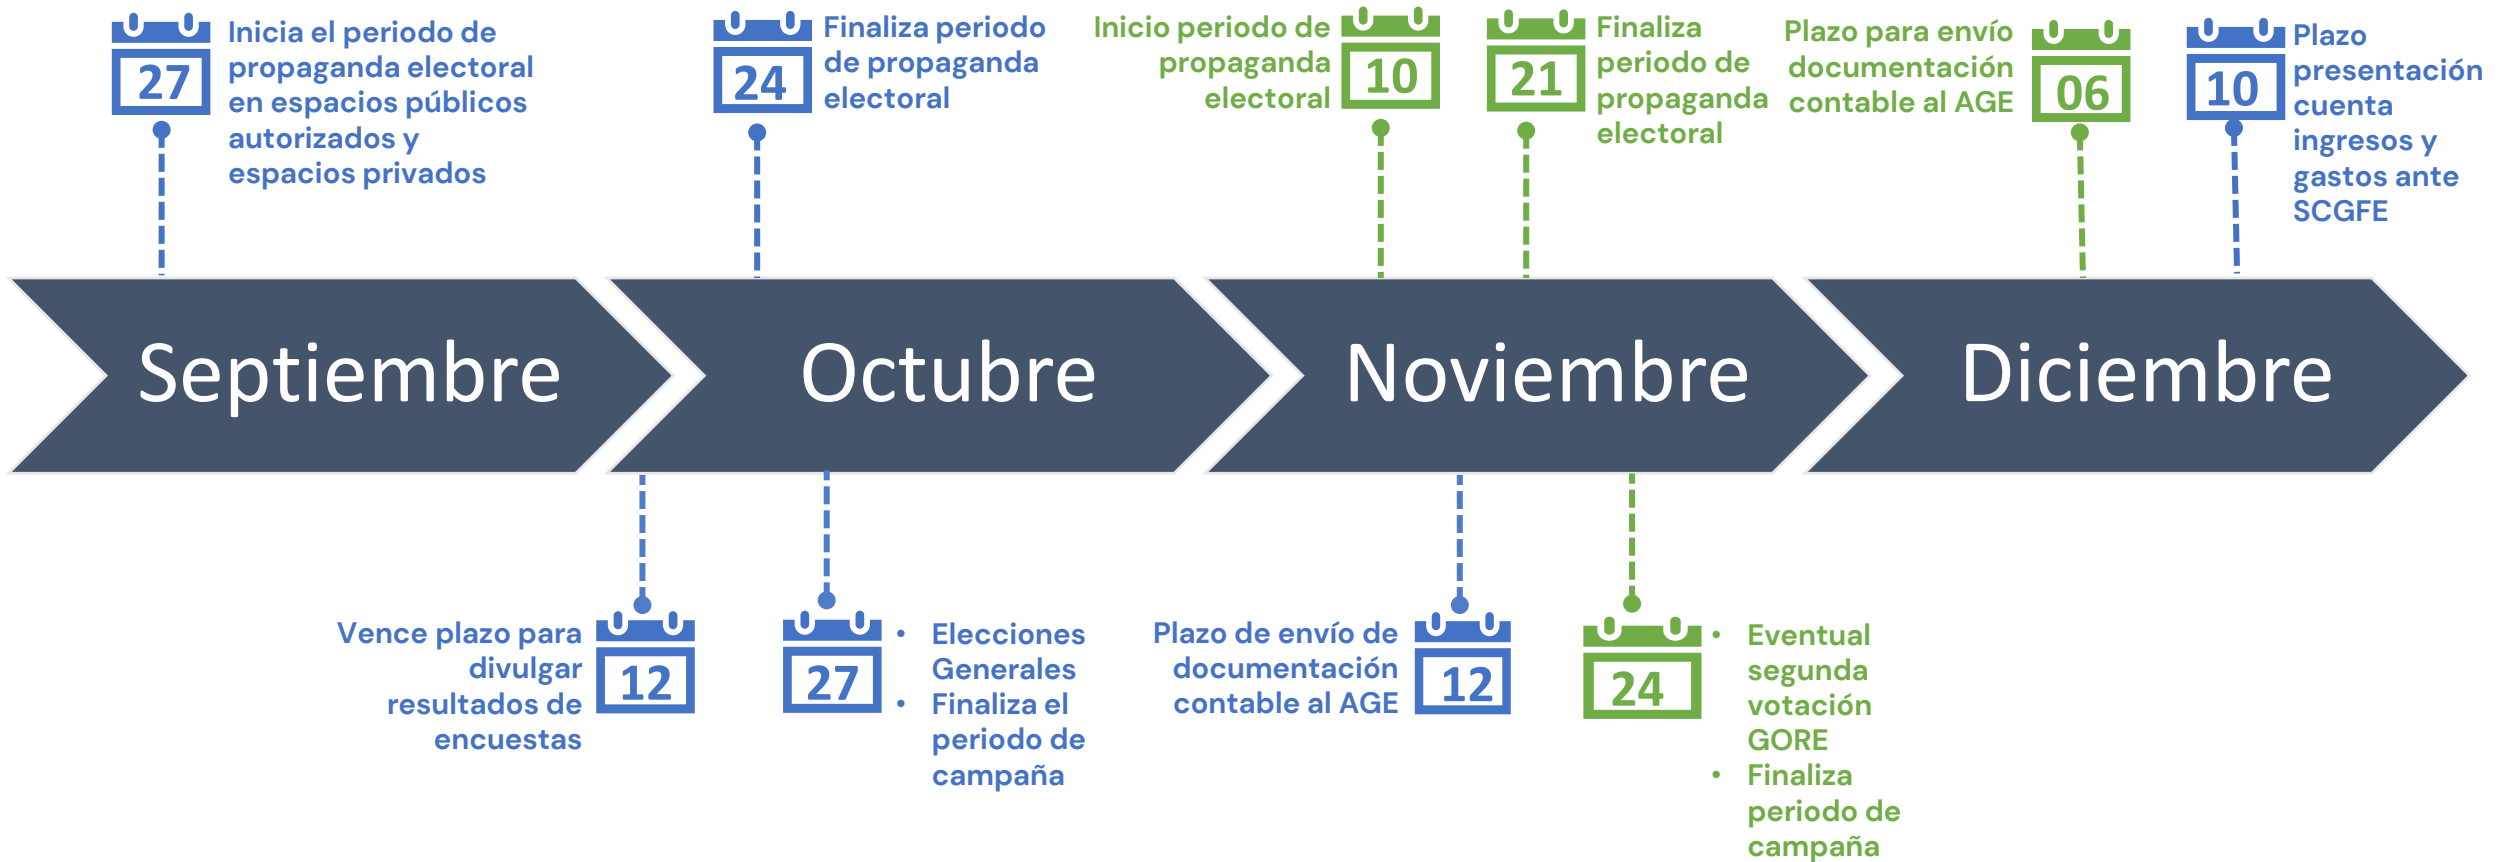 27
Inicia el periodo de
propaganda electoral
en espacios públicos
autorizados y
espacios privados
24
Finaliza periodo
de propaganda
electoral
Inicio periodo de
propaganda
electoral
10
21
Finaliza
periodo de
propaganda
electoral
Plazo para envío
documentación
contable al AGE
06
10
Plazo
presentación
cuenta
ingresos y
gastos ante
SCGFE
Septiembre
Octubre
Noviembre
Diciembre
Vence plazo para
divulgar
resultados de
encuestas
12
27
• Elecciones
Generales
• Finaliza el
periodo de
campaña
Plazo de envío de
documentación
contable al AGE
12
24
• Eventual
segunda
votación
GORE
• Finaliza
periodo de
campaña